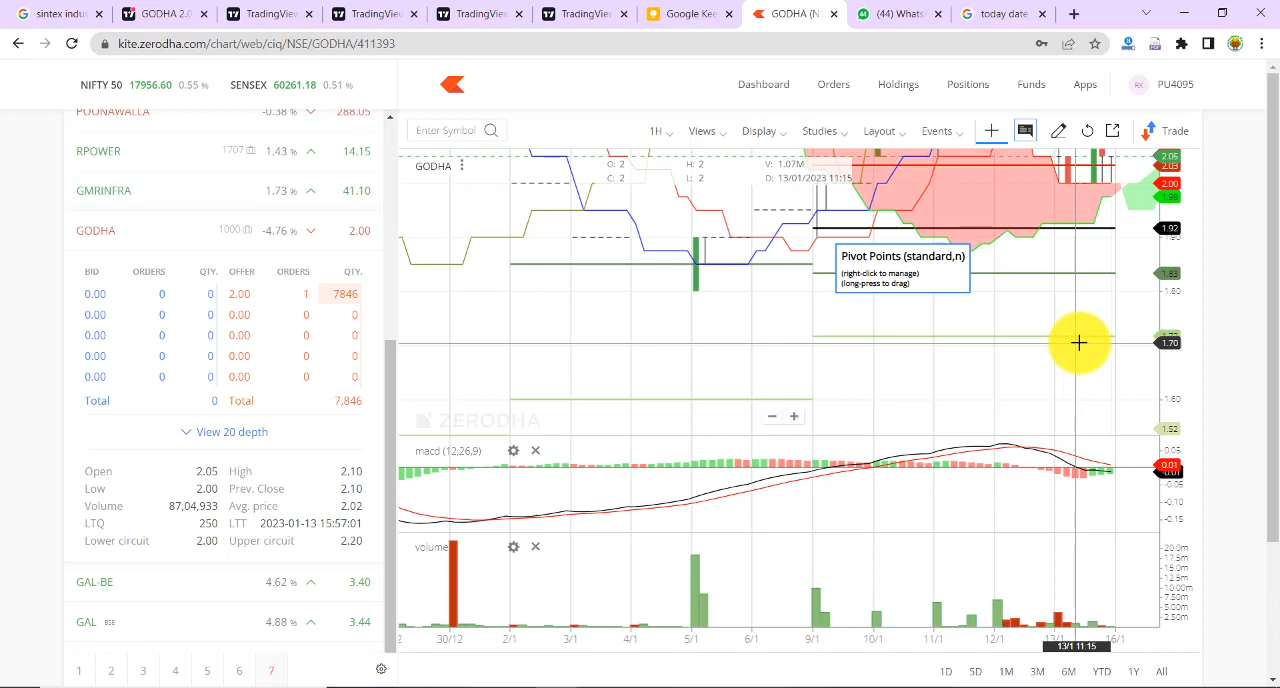 sintex indus
GODHA 2.0
TradingView
TradingView
TradingView
TradingView
Google Kee
GODHA (N
(44) Whats
today date
kite.zerodha.com/chart/web/ciq/NSE/GODHA/411393
NIFTY 50 17956.60 0.55 % SENSEX 60261.18 0.51 %
Dashboard Orders Holdings Positions Funds Apps RK PU4095
POONAWALLA -0.38 % 288.05
RPOWER 1707 1.43 % 14.15
GMRINFRA 1.73 % 41.10
GODHA 1000 -4.76 % 2.00
BID ORDERS QTY. OFFER ORDERS QTY.
0.00 0 0 2.00 1 7846
0.00 0 0 0.00 0 0
0.00 0 0 0.00 0 0
0.00 0 0 0.00 0 0
0.00 0 0 0.00 0 0
Total 0 Total 7,846
View 20 depth
Open 2.05 High 2.10
Low 2.00 Prev. Close 2.10
Volume 87,04,933 Avg. price 2.02
LTQ 250 LTT 2023-01-13 15:57:01
Lower circuit 2.00 Upper circuit 2.20
GAL-BE 4.62 % 3.40
GAL BSE
1 2 3 4 5 6 7
Enter Symbol 1H Views Display Studies Layout Events Trade
GODHA
O: 2 H: 2 V: 1.07M
C: 2 L: 2 D: 13/01/2023 11:15
2.05
2.03
2.00
1.98
1.92
1.90
Pivot Points (standard,n)
(right-click to manage)
(long-press to drag)
1.83
1.80
1.70
1.60
ZERODHA
1.52
macd (12,26,9)
0.05
0.01
-0.05
-0.10
-0.15
volume
20.0m
17.5m
15.0m
12.5m
10.00m
7.50m
5.00m
2.50m
30/12 2/1 3/1 4/1 5/1 6/1 9/1 10/1 11/1 12/1 13/1 16/1
13/1 11:15
1D 5D 1M 3M 6M YTD 1Y All